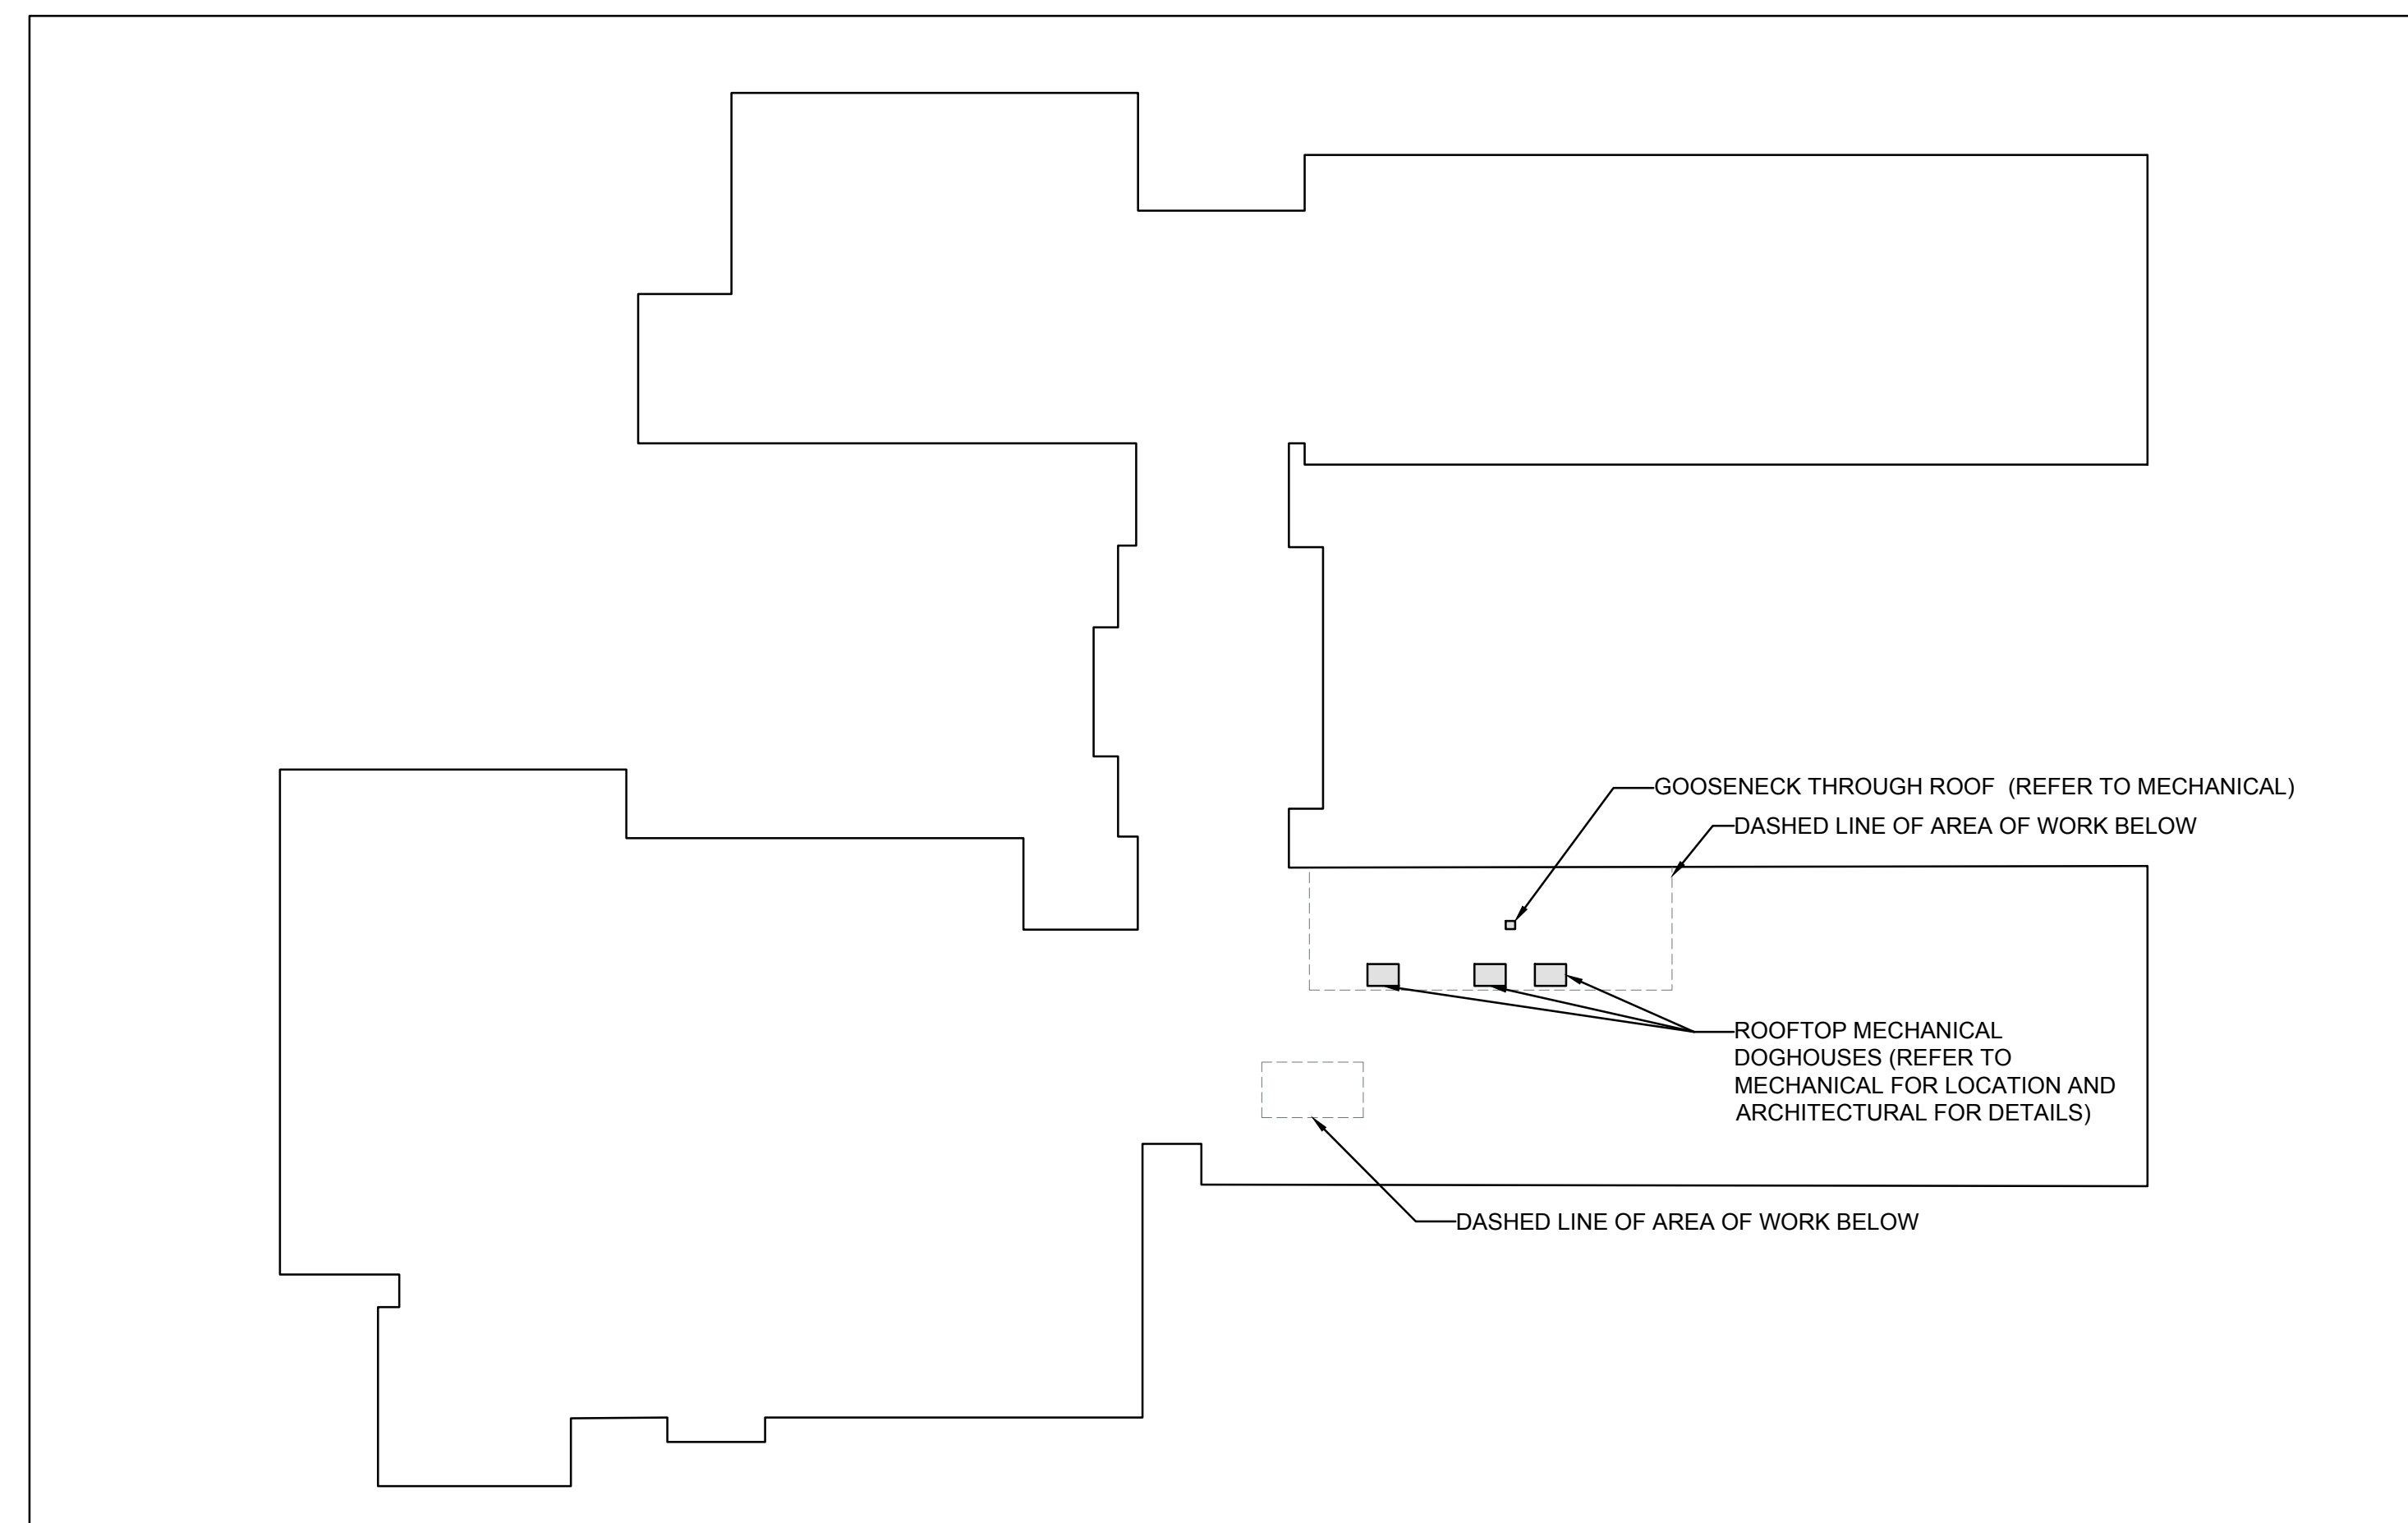 GOOSENECK THROUGH ROOF (REFER TO MECHANICAL)
DASHED LINE OF AREA OF WORK BELOW
ROOFTOP MECHANICAL
DOGHOUSES (REFER TO
MECHANICAL FOR LOCATION AND
ARCHITECTURAL FOR DETAILS)
DASHED LINE OF AREA OF WORK BELOW